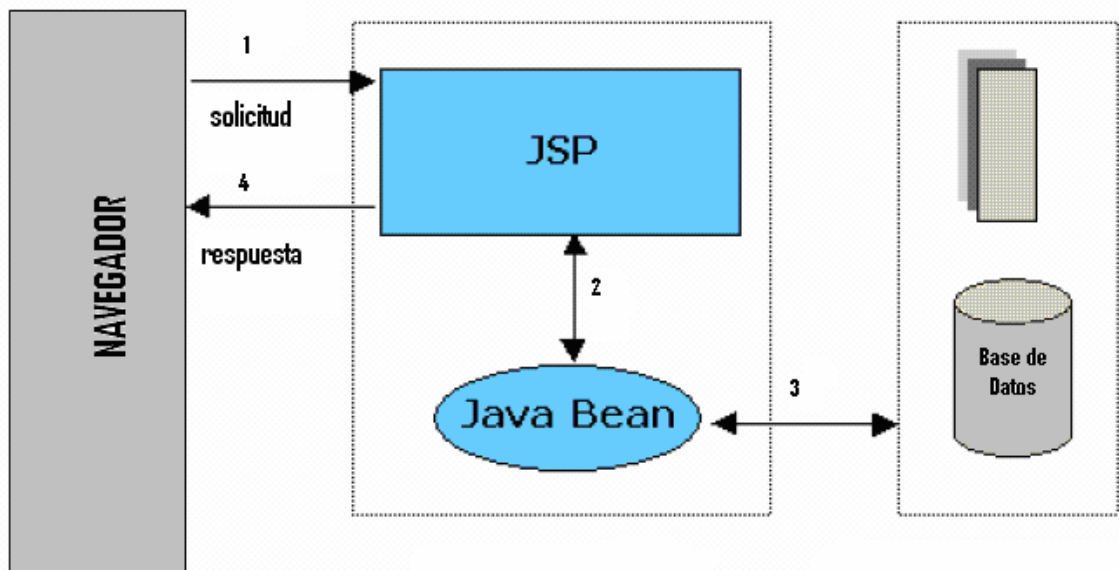 1
solicitud
JSP
4
respuesta
2
NAVEGADOR
Java Bean
3
Base de
Datos